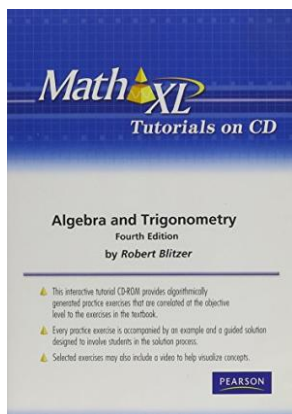 Math XL
Tutorials on CD
Algebra and Trigonometry
Fourth Edition
by Robert Blitzer
This interactive tutorial CD-ROM provides algorithmically
generated practice exercises that are correlated at the objective
level to the exercises in the textbook.
Every practice exercise is accompanied by an example and a guided solution
designed to involve students in the solution process.
Selected exercises may also include a video to help visualize concepts.
PEARSON